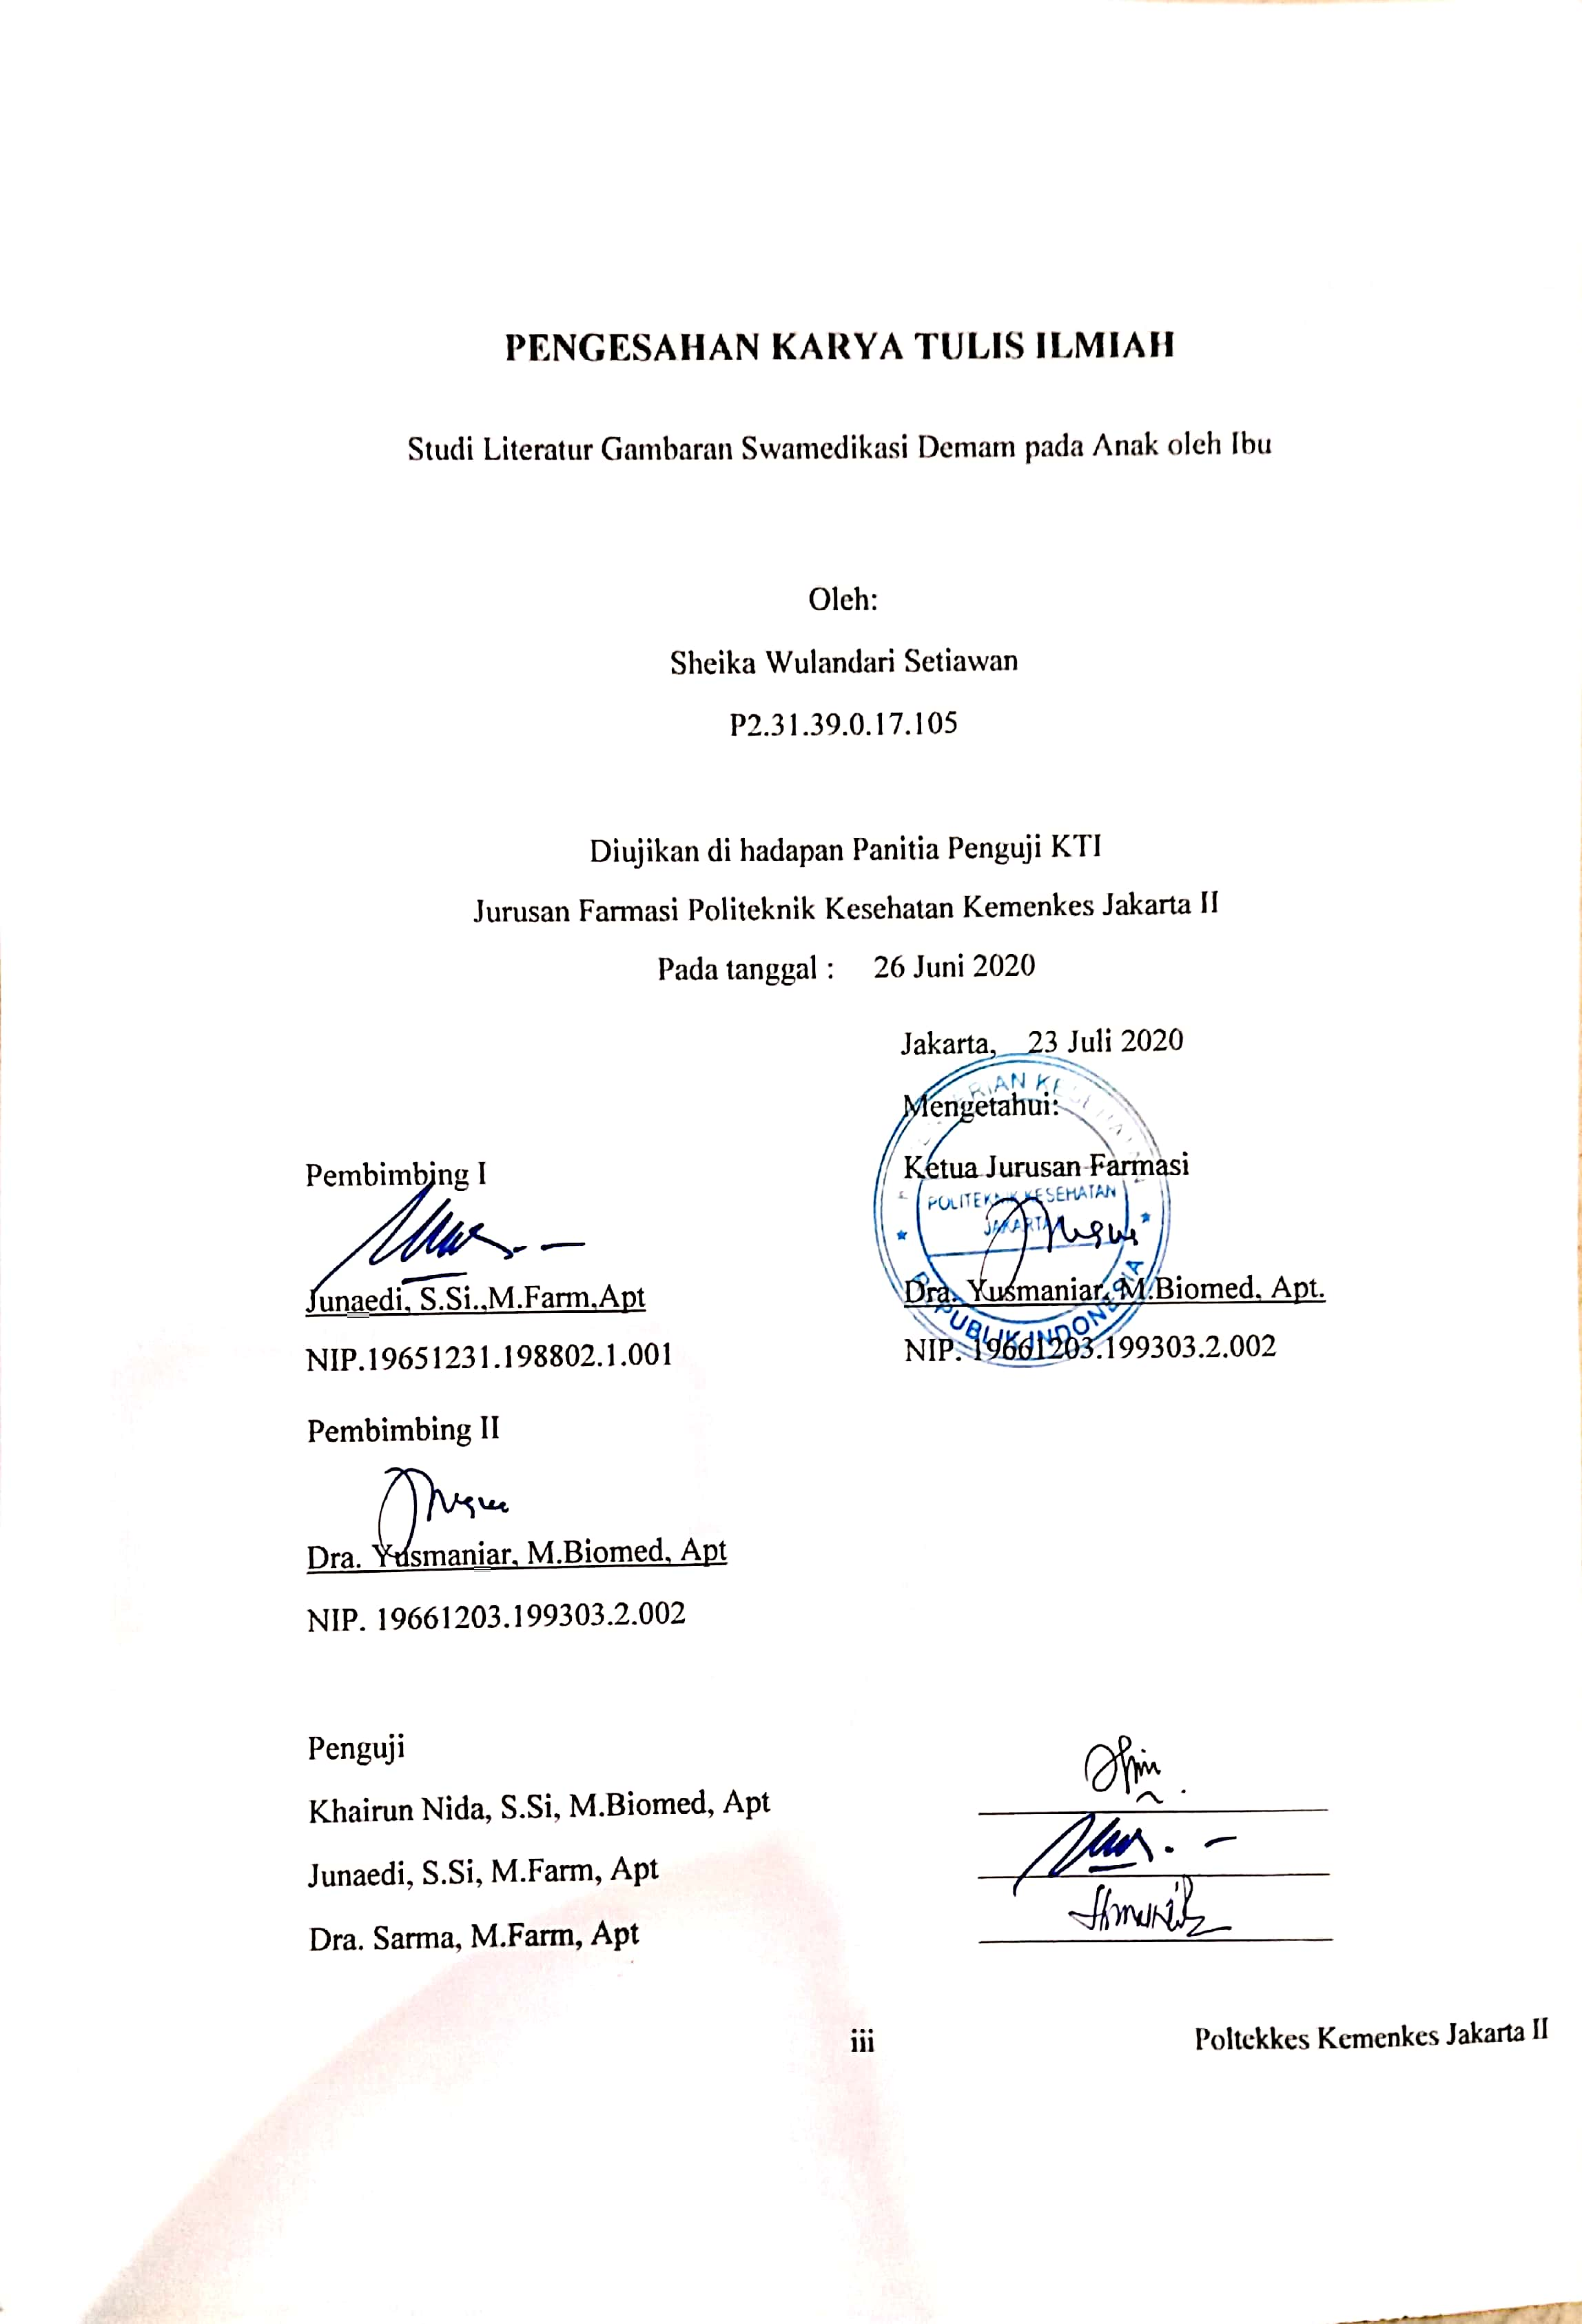 PENGESAHAN KARYA TULIS ILMIAH
Studi Literatur Gambaran Swamedikasi Demam pada Anak oleh Ibu
Oleh:
Sheika Wulandari Setiawan
P2.31.39.0.17.105
Diujikan di hadapan Panitia Penguji KTI
Jurusan Farmasi Politeknik Kesehatan Kemenkes Jakarta II
Pada tanggal : 26 Juni 2020
Jakarta, 23 Juli 2020
Mengetahui:
Pembimbing I
Ketua Jurusan Farmasi
POLITEKNIK KESEHATAN
JAKARTA
REPUBLIK INDONESIA
Junaedi, S.Si.,M.Farm,Apt
Dra. Yusmaniar, M.Biomed, Apt.
NIP.19651231.198802.1.001
NIP. 19661203.199303.2.002
Pembimbing II
Dra. Yusmaniar, M.Biomed, Apt
NIP. 19661203.199303.2.002
Penguji
Khairun Nida, S.Si, M.Biomed, Apt
Junaedi, S.Si, M.Farm, Apt
Dra. Sarma, M.Farm, Apt
iii
Poltekkes Kemenkes Jakarta II